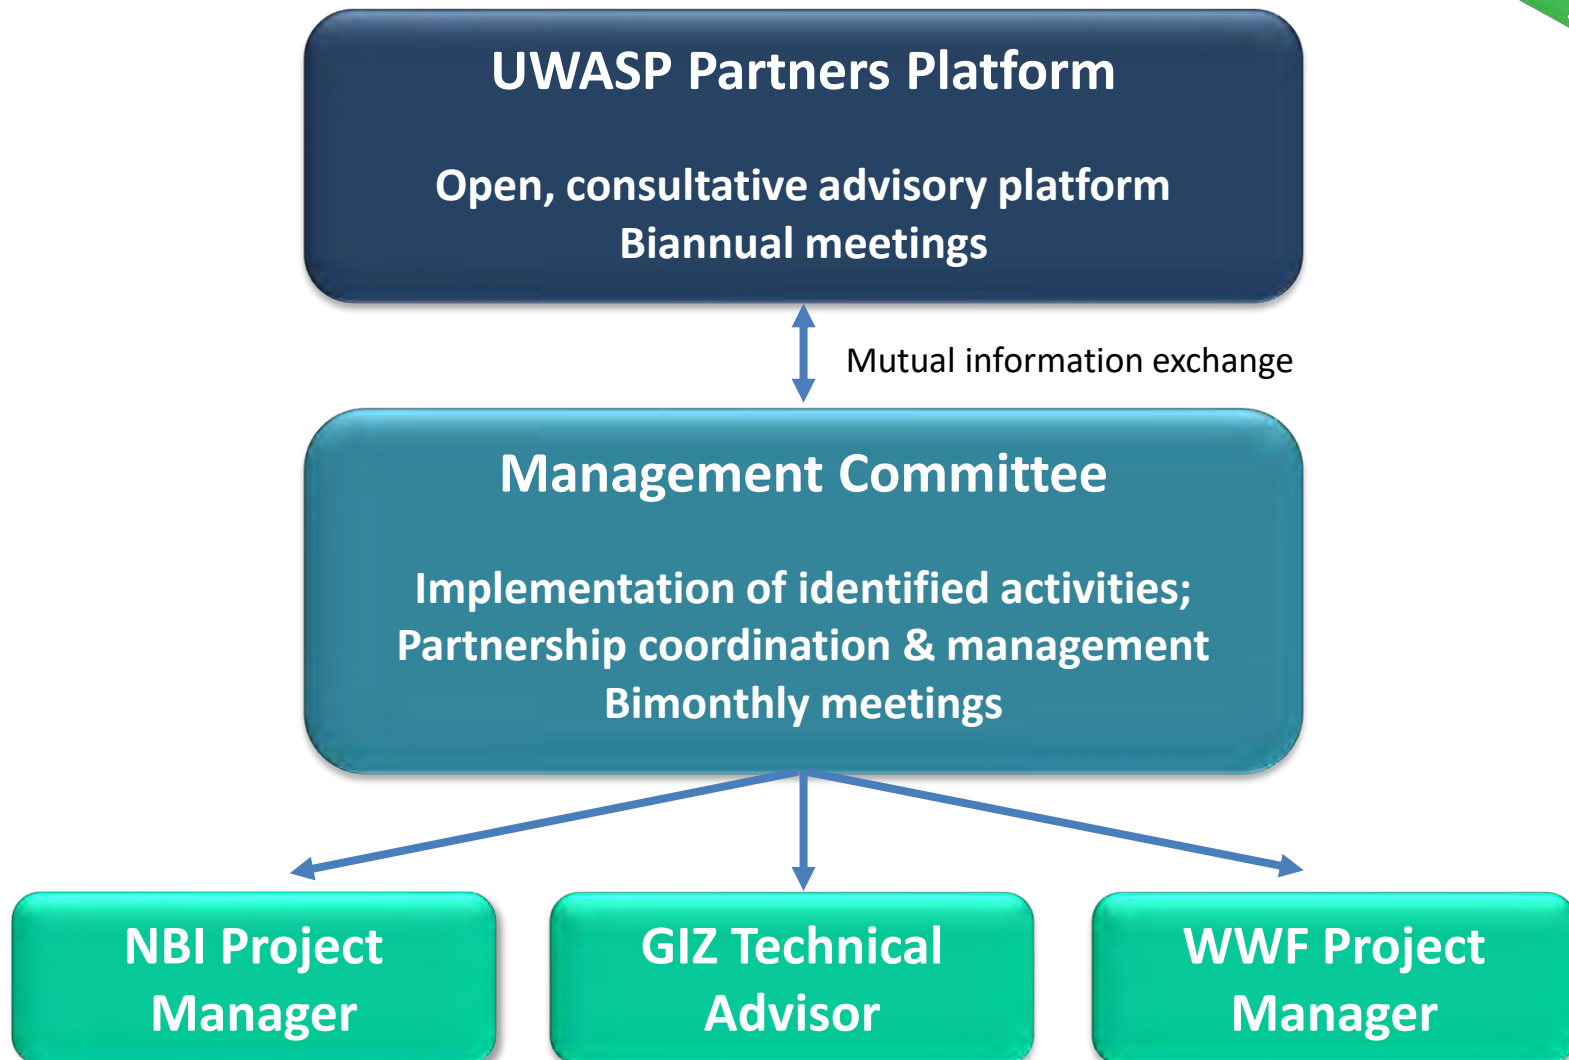 UWASP Partners Platform
Open, consultative advisory platform
Biannual meetings
Mutual information exchange
Management Committee
Implementation of identified activities;
Partnership coordination & management
Bimonthly meetings
NBI Project
Manager
GIZ Technical
Advisor
WWF Project
Manager